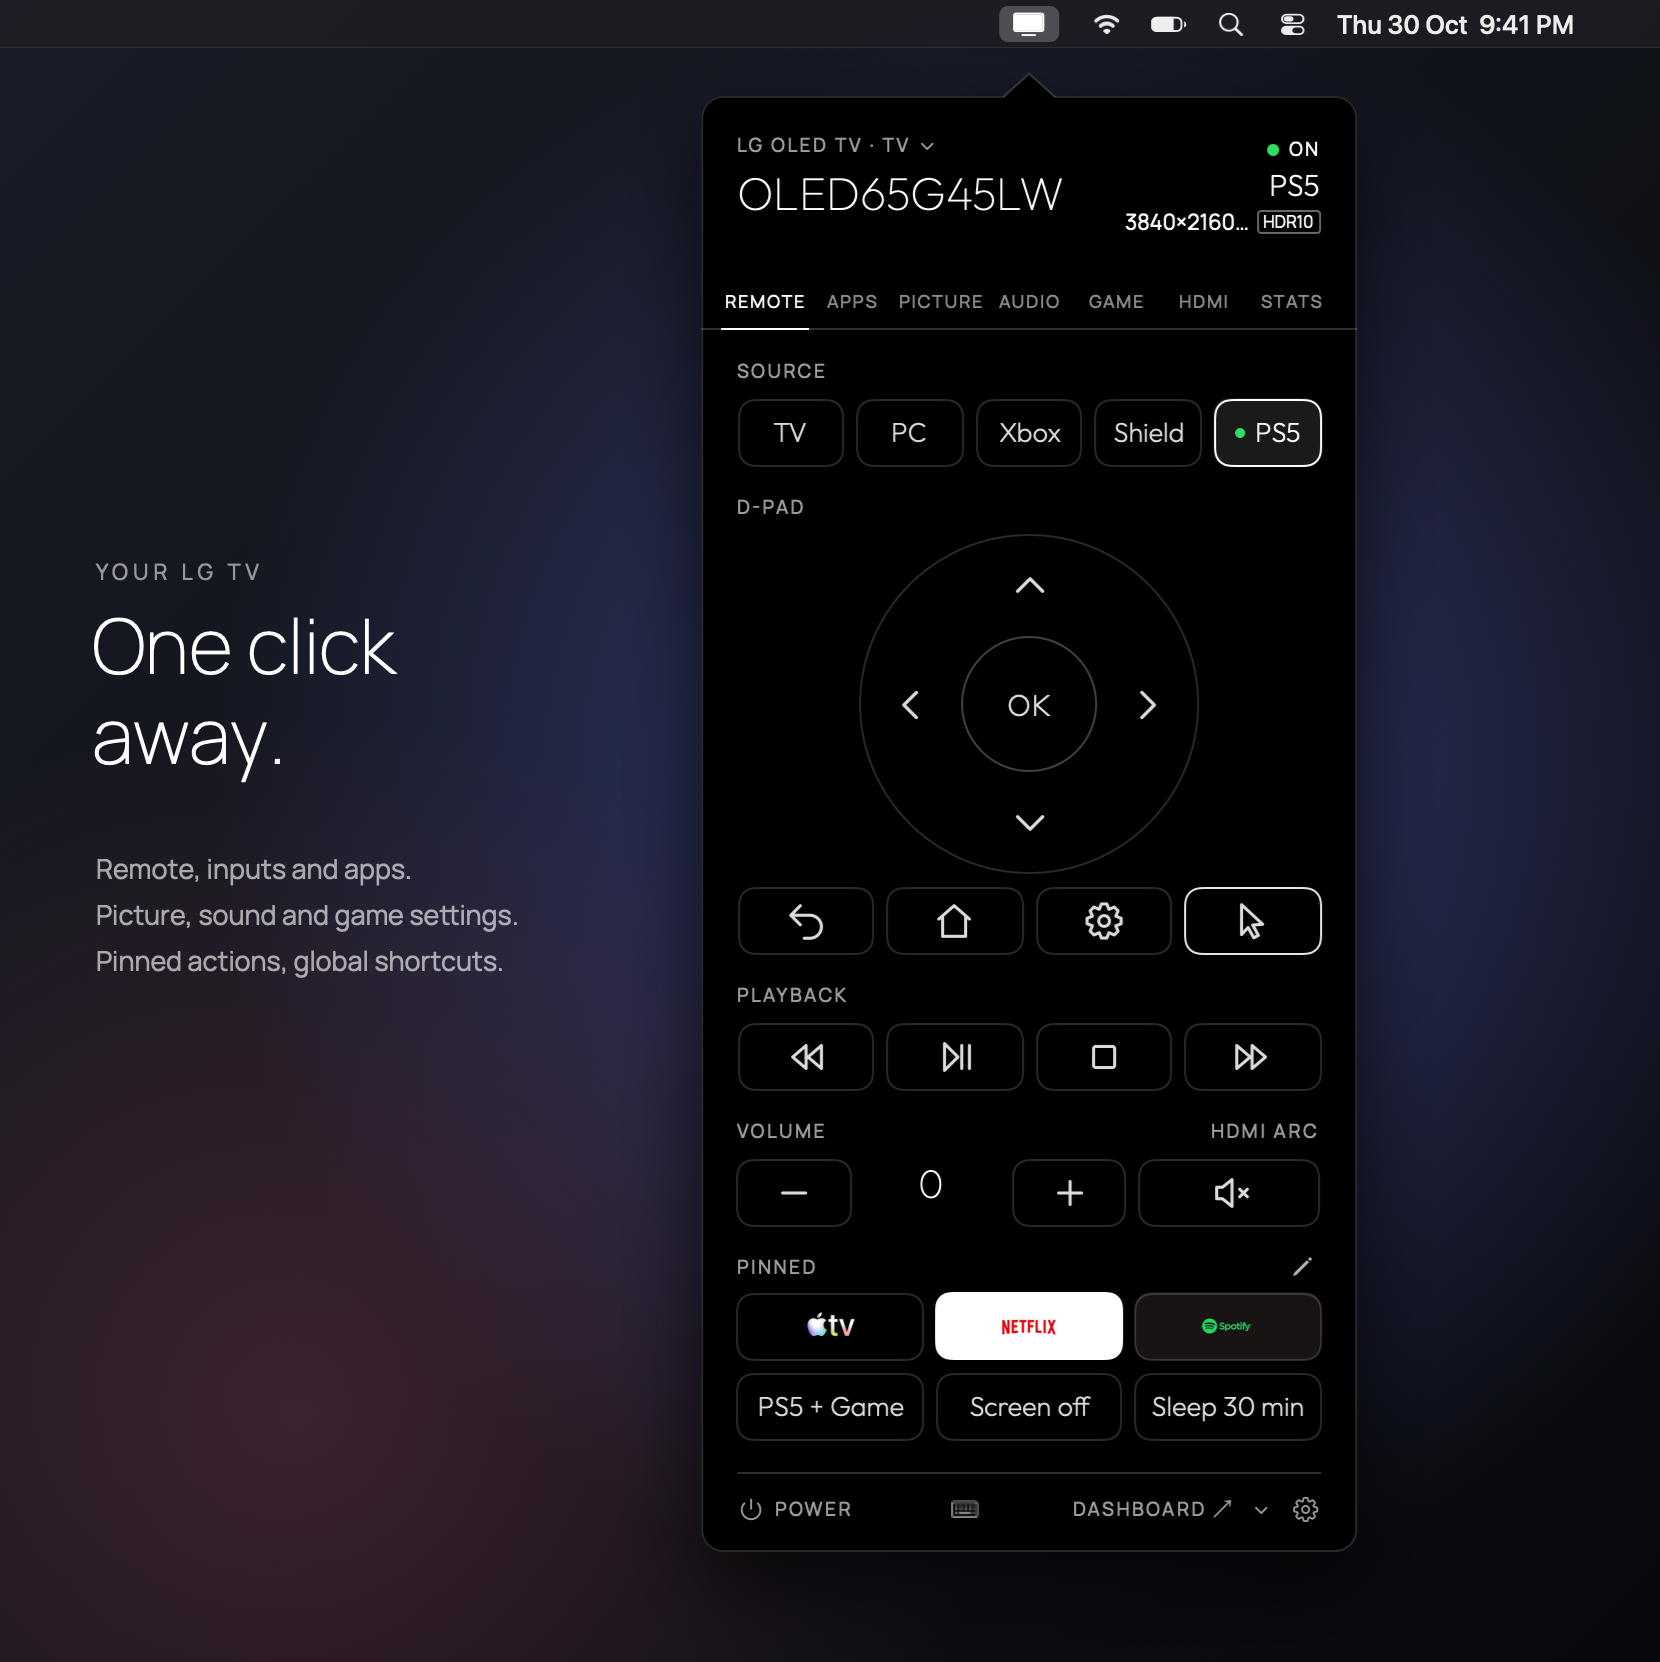 Thu 30 Oct 9:41 PM
LG OLED TV · TV
ON
OLED65G45LW
PS5
3840×2160... HDR10
REMOTE APPS PICTURE AUDIO GAME HDMI STATS
SOURCE
TV PC Xbox Shield PS5
D-PAD
OK
YOUR LG TV
One click
away.
Remote, inputs and apps.
Picture, sound and game settings.
Pinned actions, global shortcuts.
PLAYBACK
VOLUME HDMI ARC
0
PINNED
tv NETFLIX Spotify
PS5 + Game Screen off Sleep 30 min
POWER DASHBOARD